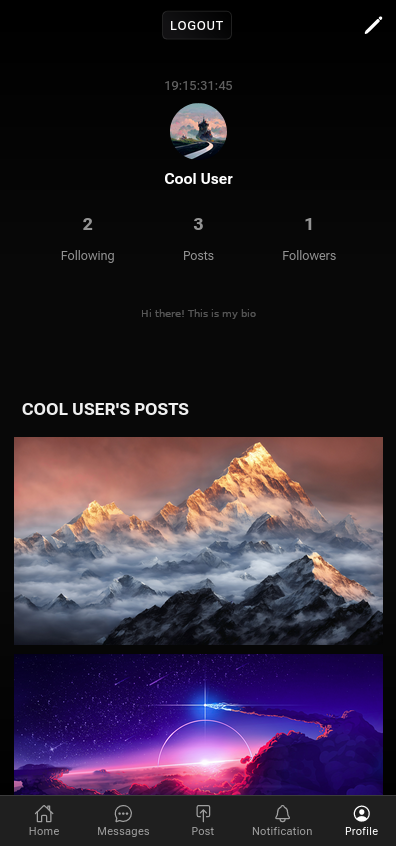 LOGOUT
19:15:31:45
Cool User
2 3 1
Following Posts Followers
Hi there! This is my bio
COOL USER'S POSTS
Home Messages Post Notification Profile